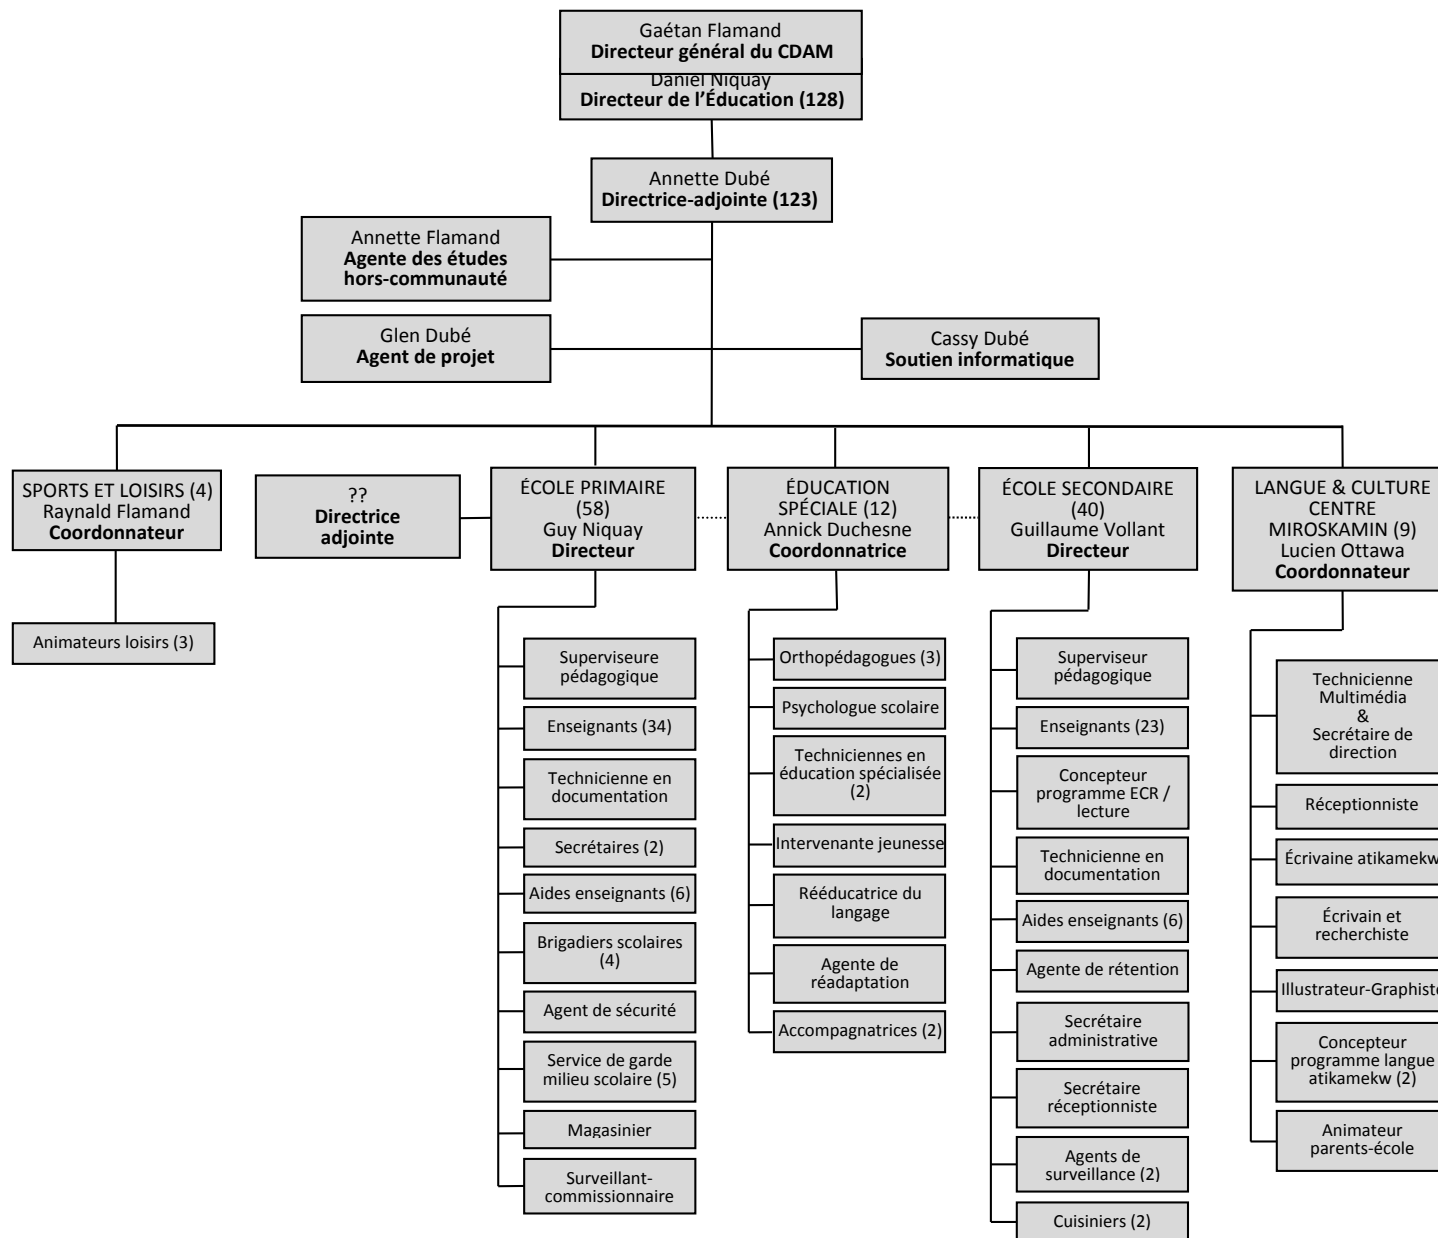 Gaétan Flamand
Directeur général du CDAM
Daniel Niquay
Directeur de l'Éducation (128)
Annette Dubé
Directrice-adjointe (123)
Annette Flamand
Agente des études
hors-communauté
Glen Dubé
Agent de projet
Cassy Dubé
Soutien informatique
SPORTS ET LOISIRS (4)
Raynald Flamand
Coordonnateur
??
Directrice
adjointe
ÉCOLE PRIMAIRE
(58)
Guy Niquay
Directeur
ÉDUCATION
SPÉCIALE (12)
Annick Duchesne
Coordonnatrice
ÉCOLE SECONDAIRE
(40)
Guillaume Vollant
Directeur
LANGUE & CULTURE
CENTRE
MIROSKAMIN (9)
Lucien Ottawa
Coordonnateur
Animateurs loisirs (3)
Superviseure
pédagogique
Enseignants (34)
Technicienne en
documentation
Secrétaires (2)
Aides enseignants (6)
Brigadiers scolaires
(4)
Agent de sécurité
Service de garde
milieu scolaire (5)
Magasinier
Surveillant-
commissionnaire
Orthopédagogues (3)
Psychologue scolaire
Techniciennes en
éducation spécialisée
(2)
Intervenante jeunesse
Rééducatrice du
langage
Agente de
réadaptation
Accompagnatrices (2)
Superviseur
pédagogique
Enseignants (23)
Concepteur
programme ECR /
lecture
Technicienne en
documentation
Aides enseignants (6)
Agente de rétention
Secrétaire
administrative
Secrétaire
réceptionniste
Agents de
surveillance (2)
Cuisiniers (2)
Technicienne
Multimédia
&
Secrétaire de
direction
Réceptionniste
Écrivaine atikamekw
Écrivain et
recherchiste
Illustrateur-Graphiste
Concepteur
programme langue
atikamekw (2)
Animateur
parents-école